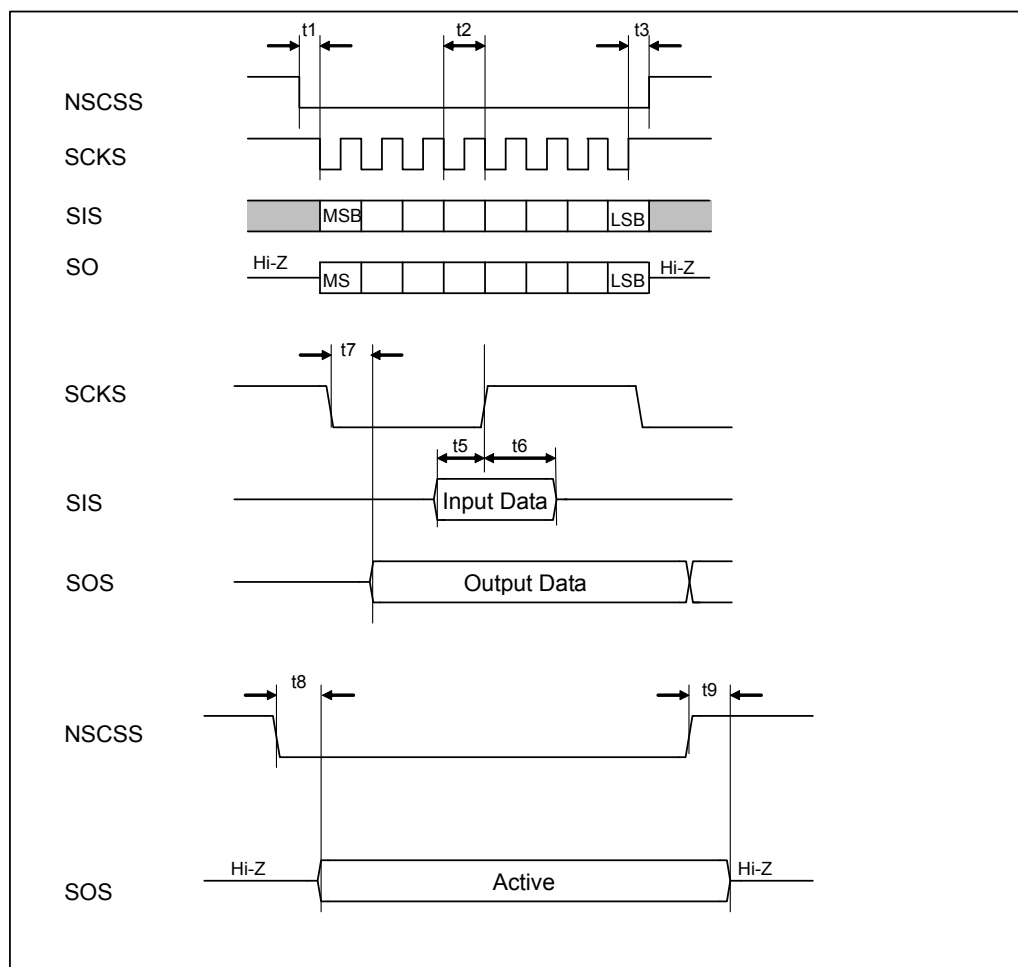 t1 t2 t3
NSCSS
SCKS
SIS MSB LSB
SO Hi-Z MS LSB Hi-Z
t7
SCKS
t5 t6
SIS Input Data
SOS Output Data
t8 t9
NSCSS
SOS Hi-Z Active Hi-Z